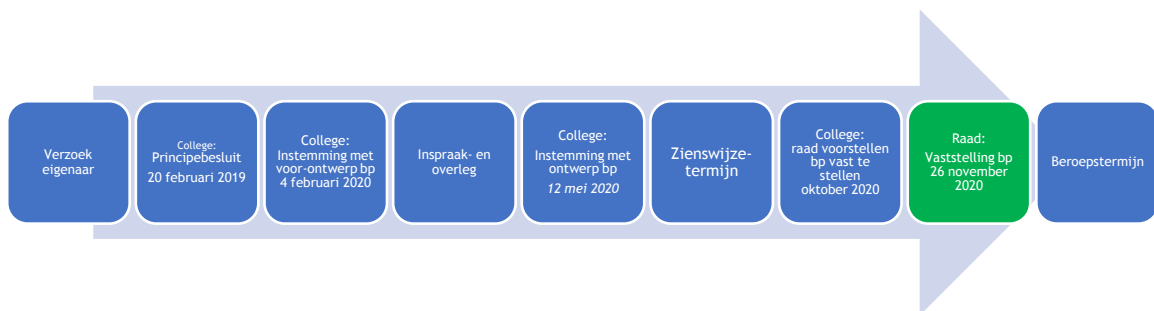 Verzoek
eigenaar
College:
Principebesluit
20 februari 2019
College:
Instemming met
voor-ontwerp bp
4 februari 2020
Inspraak- en
overleg
College:
Instemming met
ontwerp bp
12 mei 2020
Zienswijze-
termijn
College:
raad voorstellen
bp vast te
stellen
oktober 2020
Raad:
Vaststelling bp
26 november
2020
Beroepstermijn